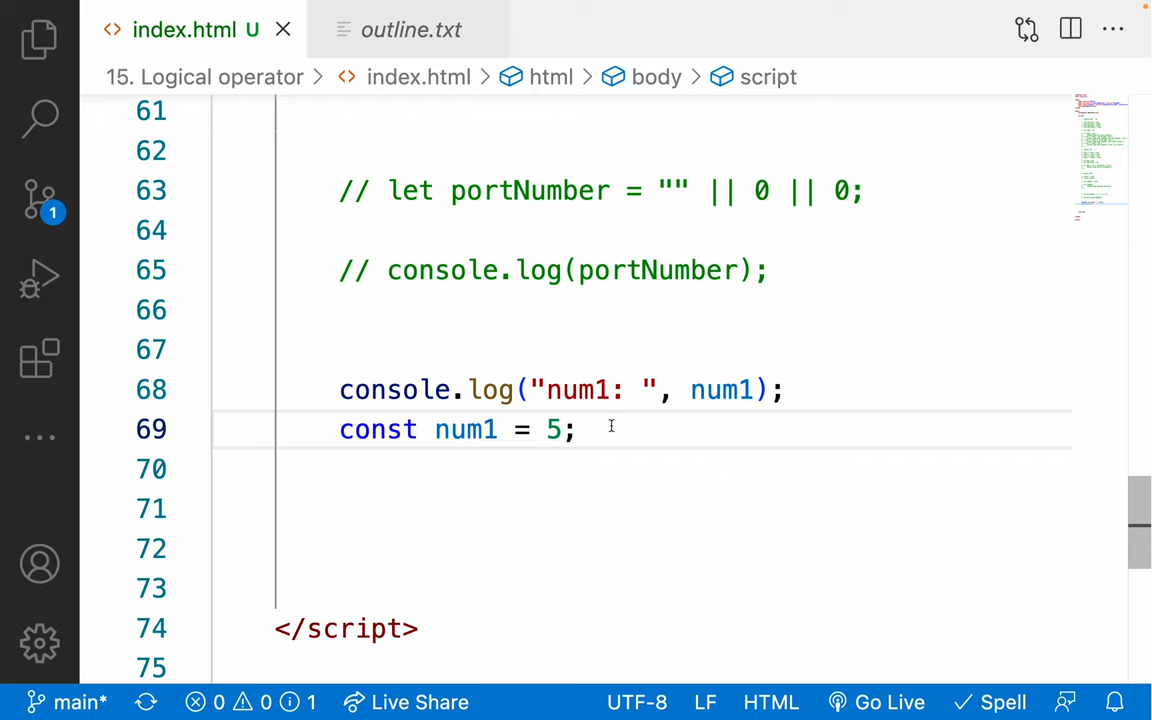 index.html U
outline.txt
15. Logical operator > index.html > html > body > script
61
62
63 // let portNumber = "" || 0 || 0;
64
65 // console.log(portNumber);
66
67
68 console.log("num1: ", num1);
69 const num1 = 5;
70
71
72
73
74 </script>
75
1
main* 0 0 1 Live Share UTF-8 LF HTML Go Live Spell